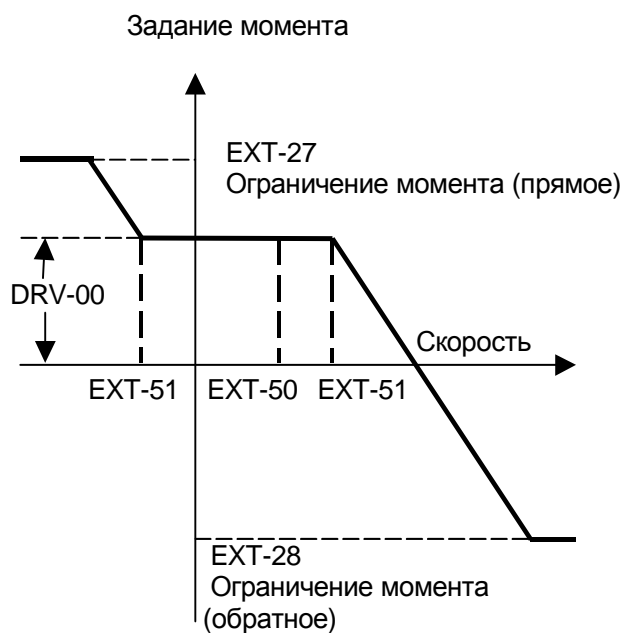 Задание момента
EXT-27
Ограничение момента (прямое)
DRV-00
Скорость
EXT-51 EXT-50 EXT-51
EXT-28
Ограничение момента
(обратное)